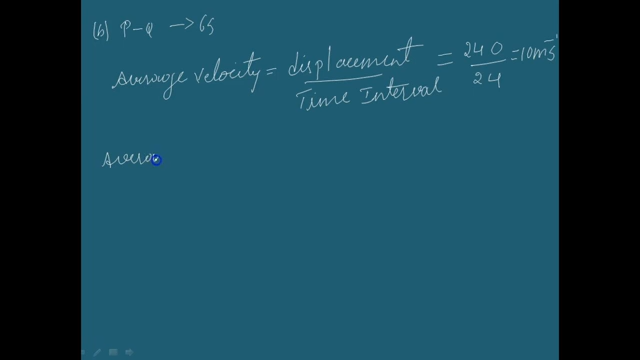 (b) P-Q → 6s
Average velocity = displacement / Time Interval = 240 / 24 = 10ms⁻¹
Avera